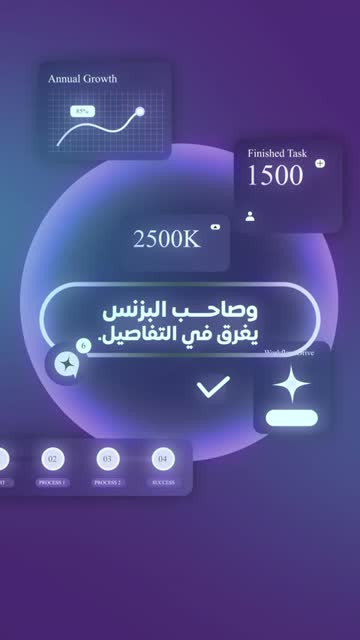 Annual Growth
85%
Finished Task
1500
2500K
وصاحب البزنس
يغرق في التفاصيل.
6
02
03
04
PROCESS 1
PROCESS 2
SUCCESS